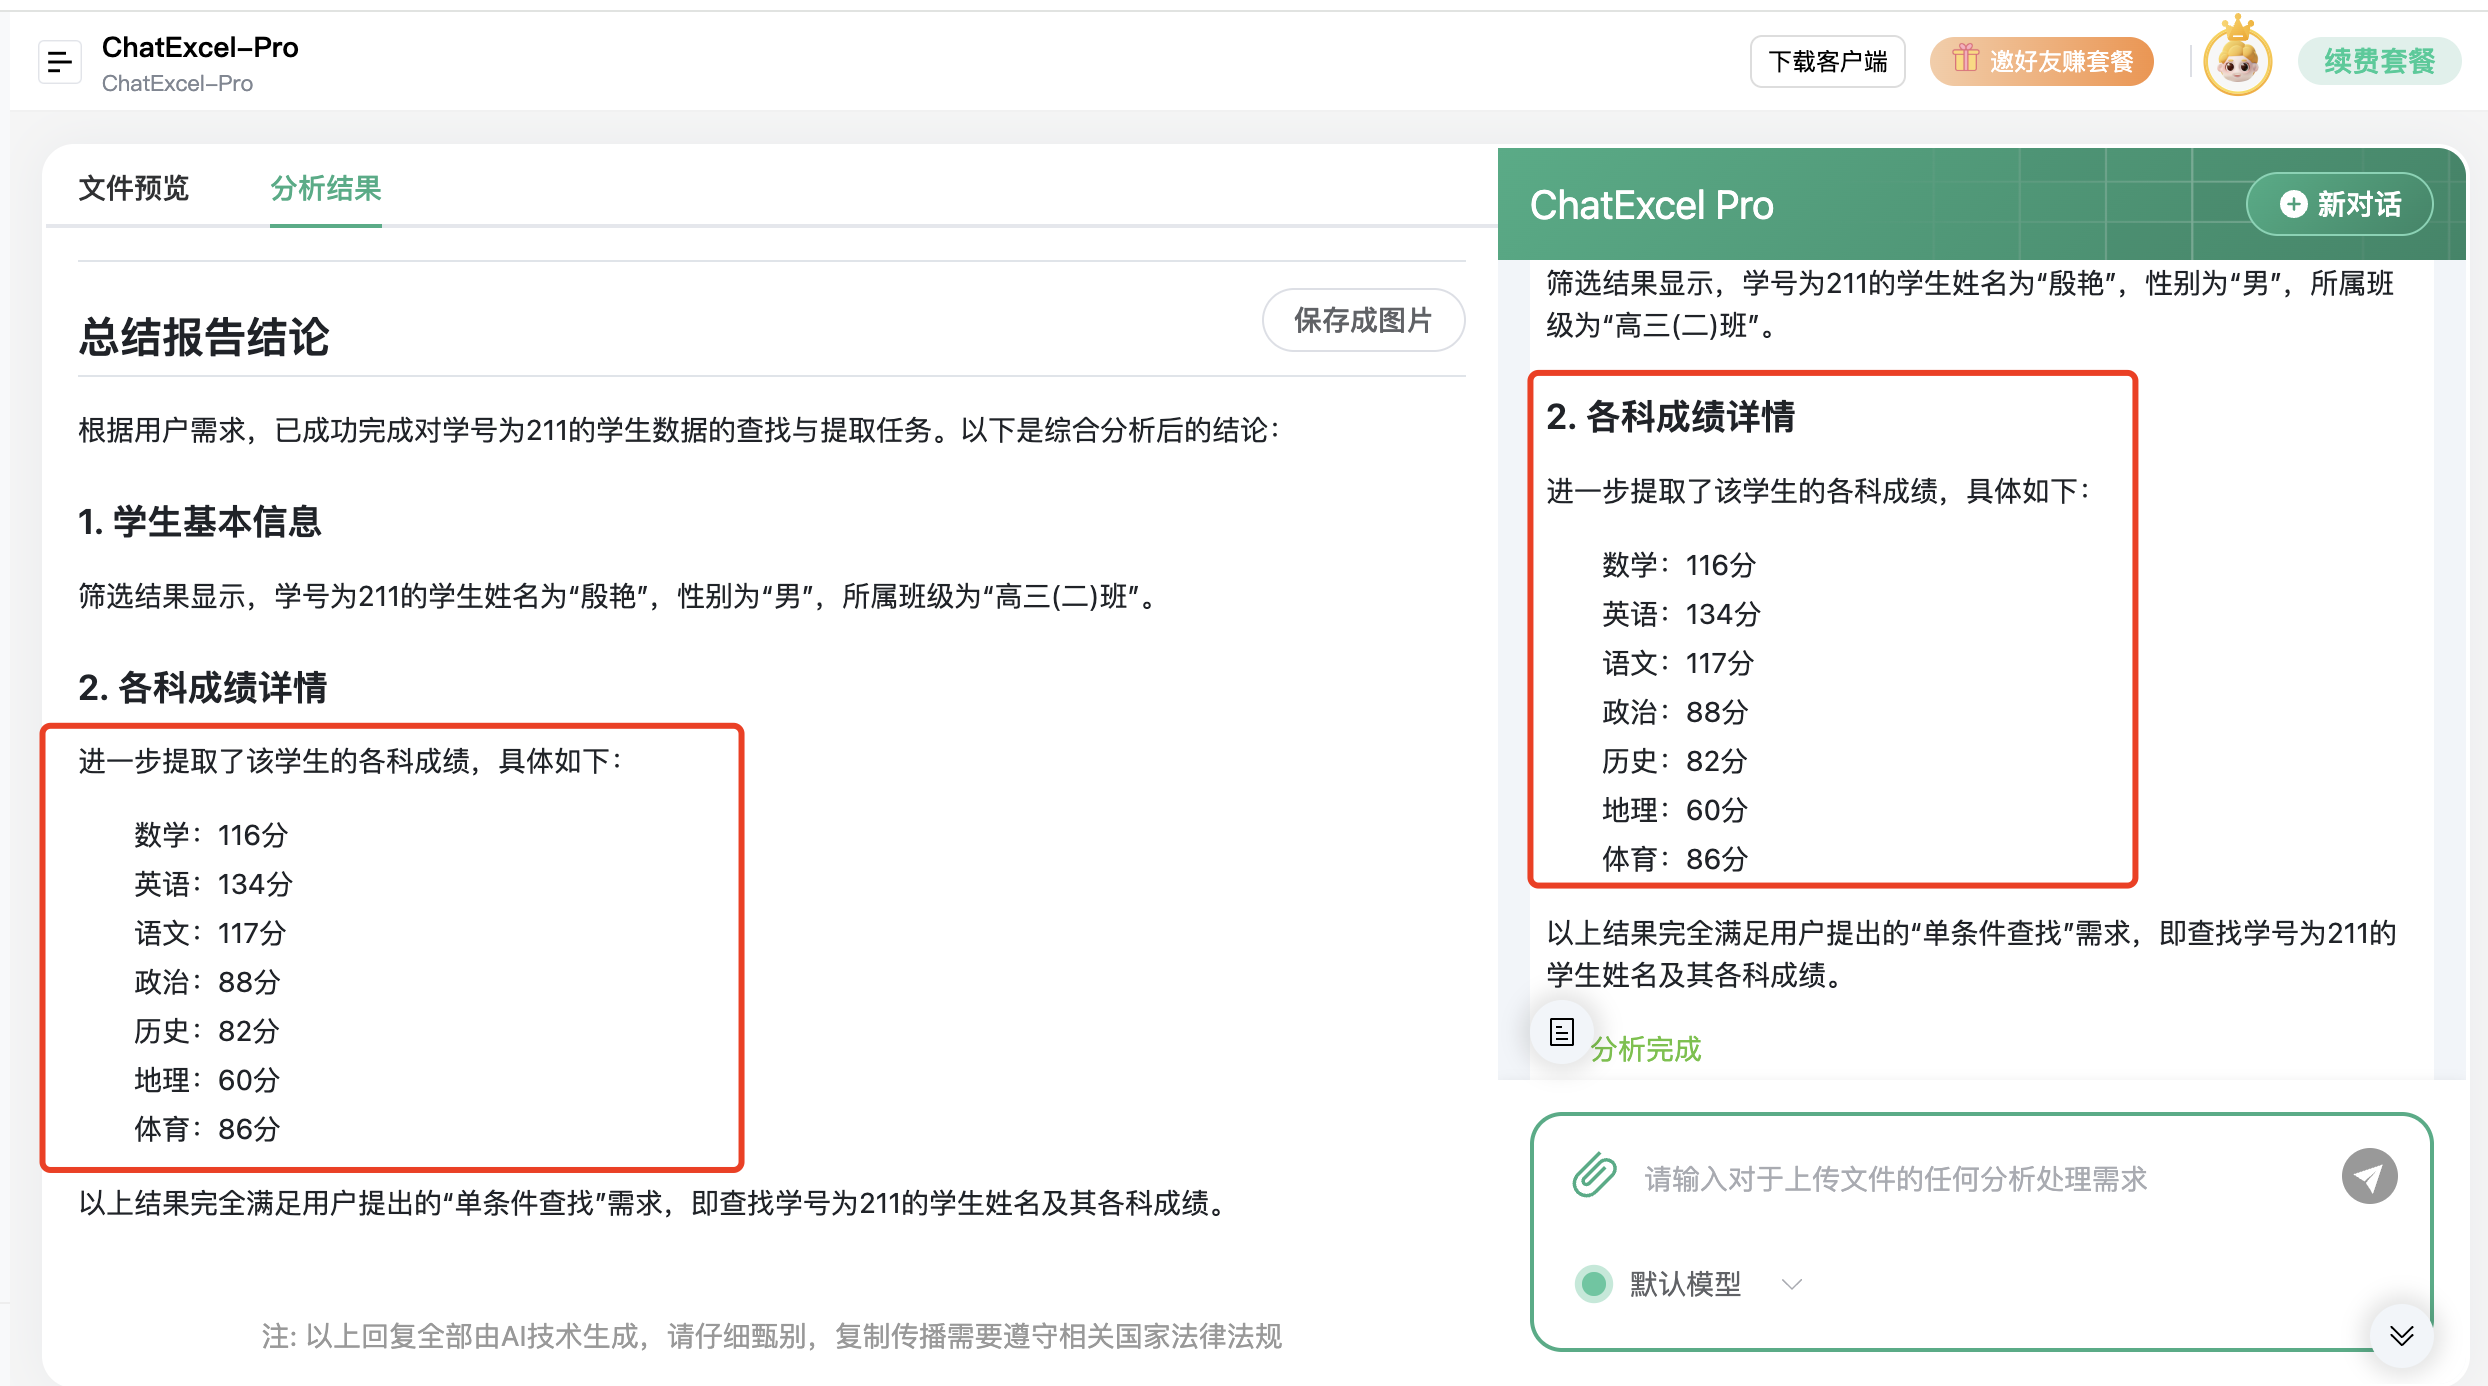 ChatExcel-Pro
ChatExcel-Pro
下载客户端
邀好友赚套餐
续费套餐
文件预览
分析结果
总结报告结论
保存成图片
根据用户需求，已成功完成对学号为211的学生数据的查找与提取任务。以下是综合分析后的结论：
1. 学生基本信息
筛选结果显示，学号为211的学生姓名为“殷艳”，性别为“男”，所属班级为“高三(二)班”。
2. 各科成绩详情
进一步提取了该学生的各科成绩，具体如下：
数学：116分
英语：134分
语文：117分
政治：88分
历史：82分
地理：60分
体育：86分
以上结果完全满足用户提出的“单条件查找”需求，即查找学号为211的学生姓名及其各科成绩。
注: 以上回复全部由AI技术生成，请仔细甄别，复制传播需要遵守相关国家法律法规
ChatExcel Pro
新对话
筛选结果显示，学号为211的学生姓名为“殷艳”，性别为“男”，所属班
级为“高三(二)班”。
2. 各科成绩详情
进一步提取了该学生的各科成绩，具体如下：
数学：116分
英语：134分
语文：117分
政治：88分
历史：82分
地理：60分
体育：86分
以上结果完全满足用户提出的“单条件查找”需求，即查找学号为211的
学生姓名及其各科成绩。
分析完成
请输入对于上传文件的任何分析处理需求
默认模型